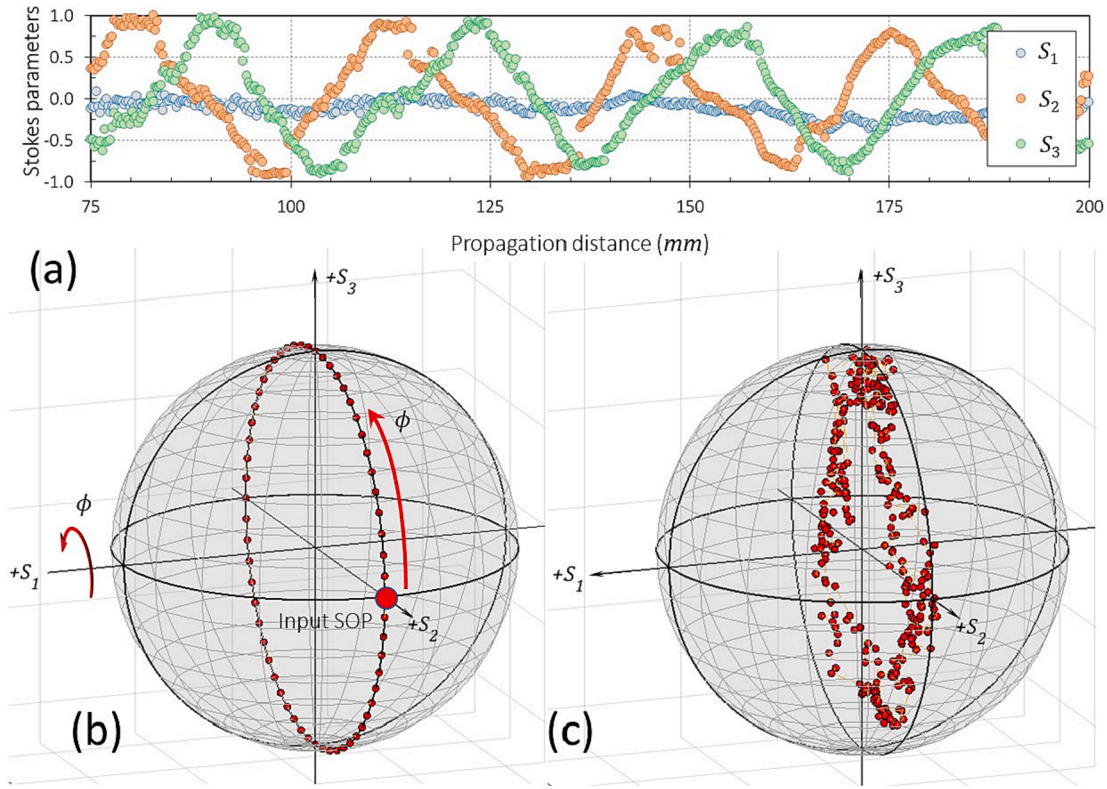 Stokes parameters
1.0
0.5
0.0
-0.5
-1.0
S₁
S₂
S₃
75
100
125
150
175
200
Propagation distance (mm)
(a)
+S₃
ϕ
ϕ
+S₁
Input SOP
+S₂
(b)
+S₃
+S₁
+S₂
(c)